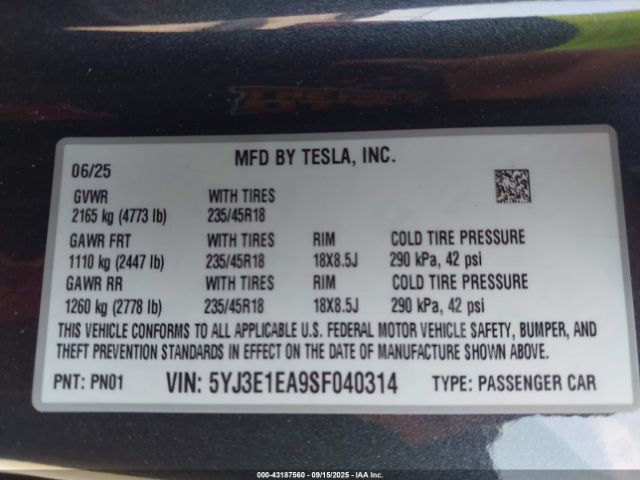 06/25 MFD BY TESLA, INC.
GVWR WITH TIRES
2165 kg (4773 lb) 235/45R18
GAWR FRT WITH TIRES RIM COLD TIRE PRESSURE
1110 kg (2447 lb) 235/45R18 18X8.5J 290 kPa, 42 psi
GAWR RR WITH TIRES RIM COLD TIRE PRESSURE
1260 kg (2778 lb) 235/45R18 18X8.5J 290 kPa, 42 psi
THIS VEHICLE CONFORMS TO ALL APPLICABLE U.S. FEDERAL MOTOR VEHICLE SAFETY, BUMPER, AND
THEFT PREVENTION STANDARDS IN EFFECT ON THE DATE OF MANUFACTURE SHOWN ABOVE.
PNT: PN01 VIN: 5YJ3E1EA9SF040314 TYPE: PASSENGER CAR
000-43187560 - 09/15/2025 - IAA Inc.